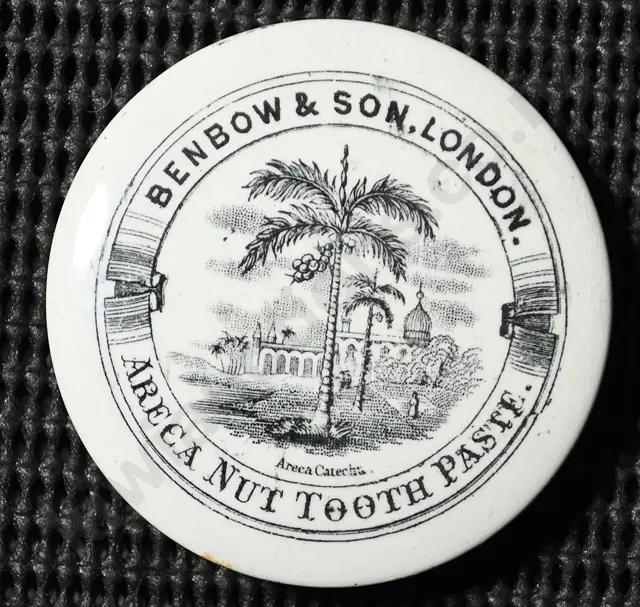 BENBOW & SON, LONDON.
Areca Catechu.
ARECA NUT TOOTH PASTE.